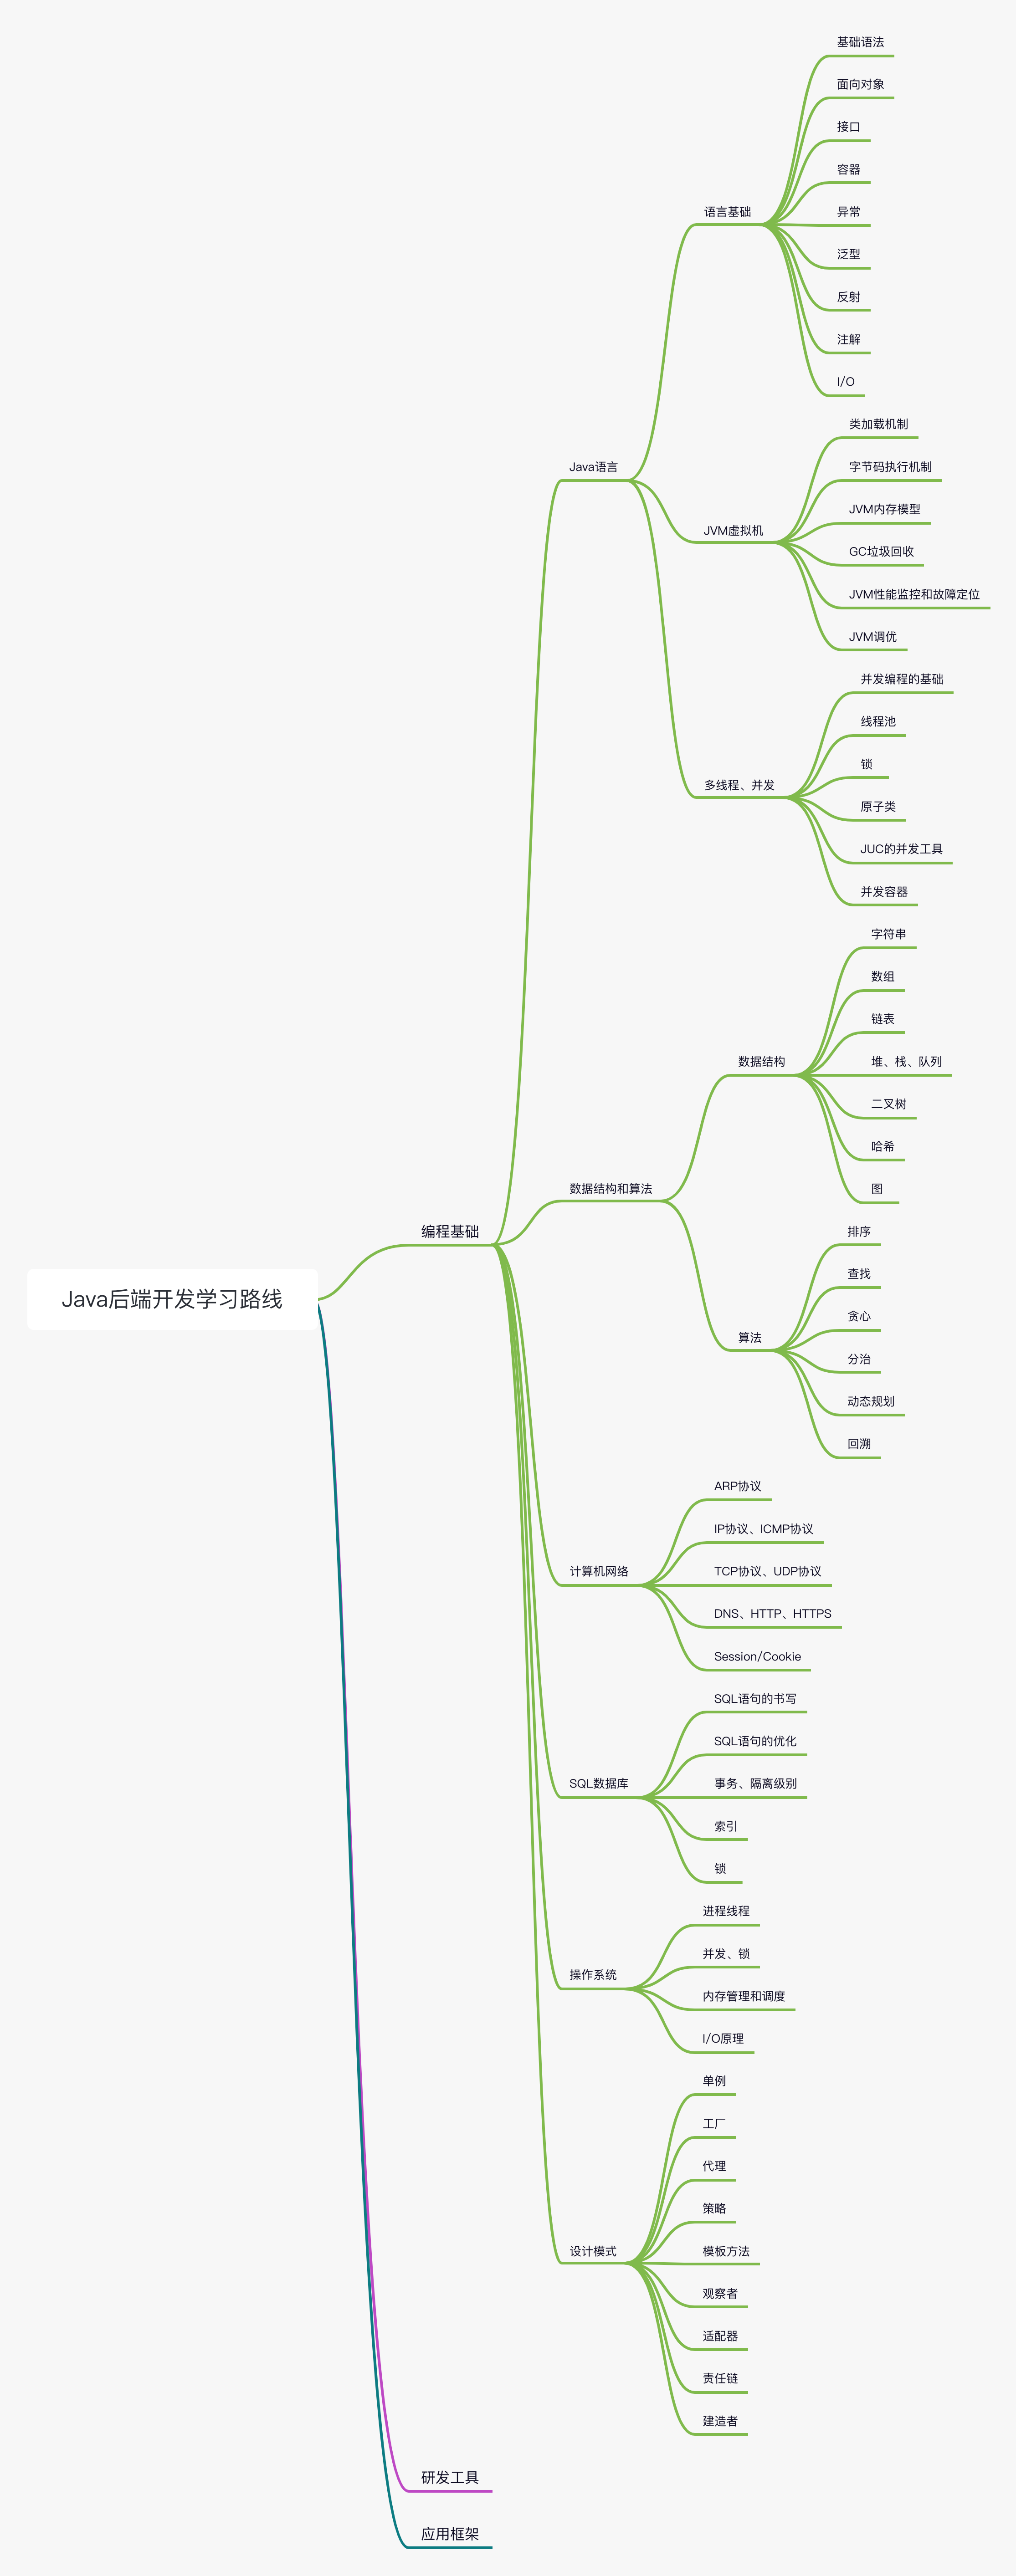 Java后端开发学习路线
编程基础
Java语言
语言基础
基础语法
面向对象
接口
容器
异常
泛型
反射
注解
I/O
JVM虚拟机
类加载机制
字节码执行机制
JVM内存模型
GC垃圾回收
JVM性能监控和故障定位
JVM调优
多线程、并发
并发编程的基础
线程池
锁
原子类
JUC的并发工具
并发容器
数据结构和算法
数据结构
字符串
数组
链表
堆、栈、队列
二叉树
哈希
图
算法
排序
查找
贪心
分治
动态规划
回溯
计算机网络
ARP协议
IP协议、ICMP协议
TCP协议、UDP协议
DNS、HTTP、HTTPS
Session/Cookie
SQL数据库
SQL语句的书写
SQL语句的优化
事务、隔离级别
索引
锁
操作系统
进程线程
并发、锁
内存管理和调度
I/O原理
设计模式
单例
工厂
代理
策略
模板方法
观察者
适配器
责任链
建造者
研发工具
应用框架